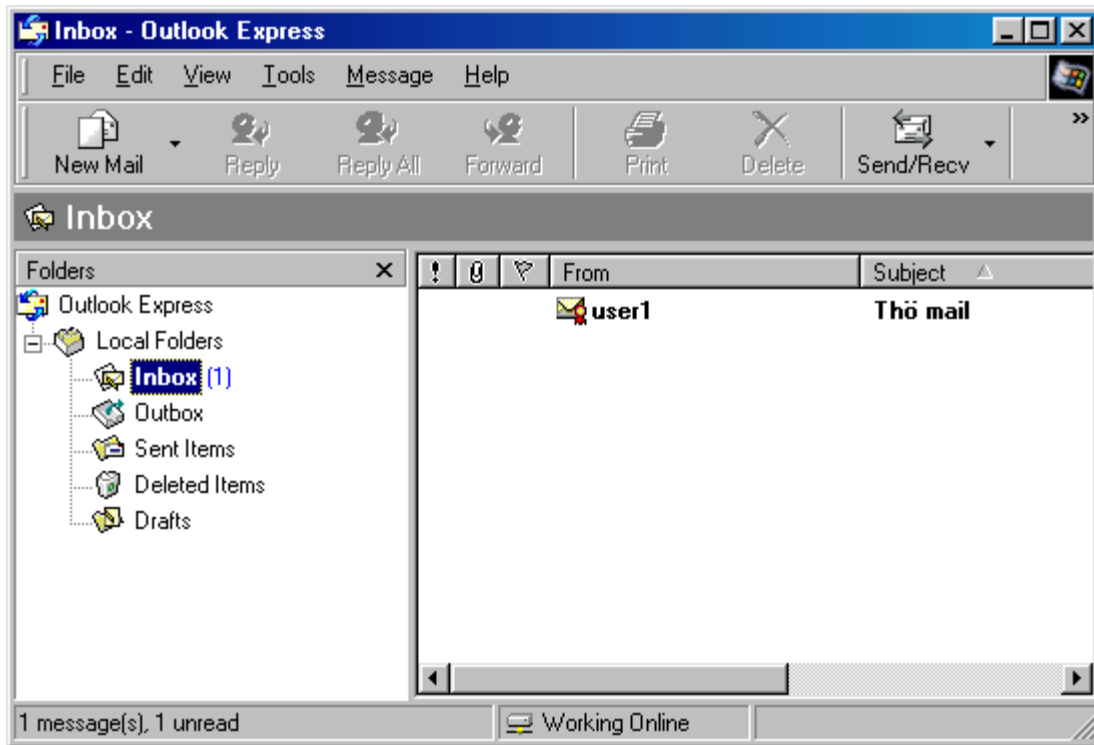 Inbox - Outlook Express
File Edit View Tools Message Help
New Mail Reply Reply All Forward Print Delete Send/Recv »
Inbox
Folders
! From Subject
Outlook Express
user1 Thö mail
Local Folders
Inbox (1)
Outbox
Sent Items
Deleted Items
Drafts
1 message(s), 1 unread Working Online